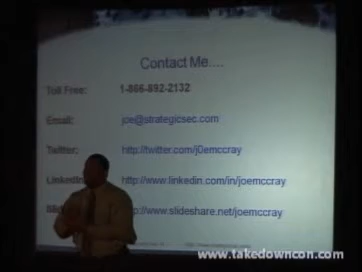 Contact Me....
Toll Free: 1-866-892-2132
Email: joe@strategicsec.com
Twitter: http://twitter.com/j0emccray
LinkedIn http://www.linkedin.com/in/joemccray
http://www.slideshare.net/joemccray
www.takedowncon.com